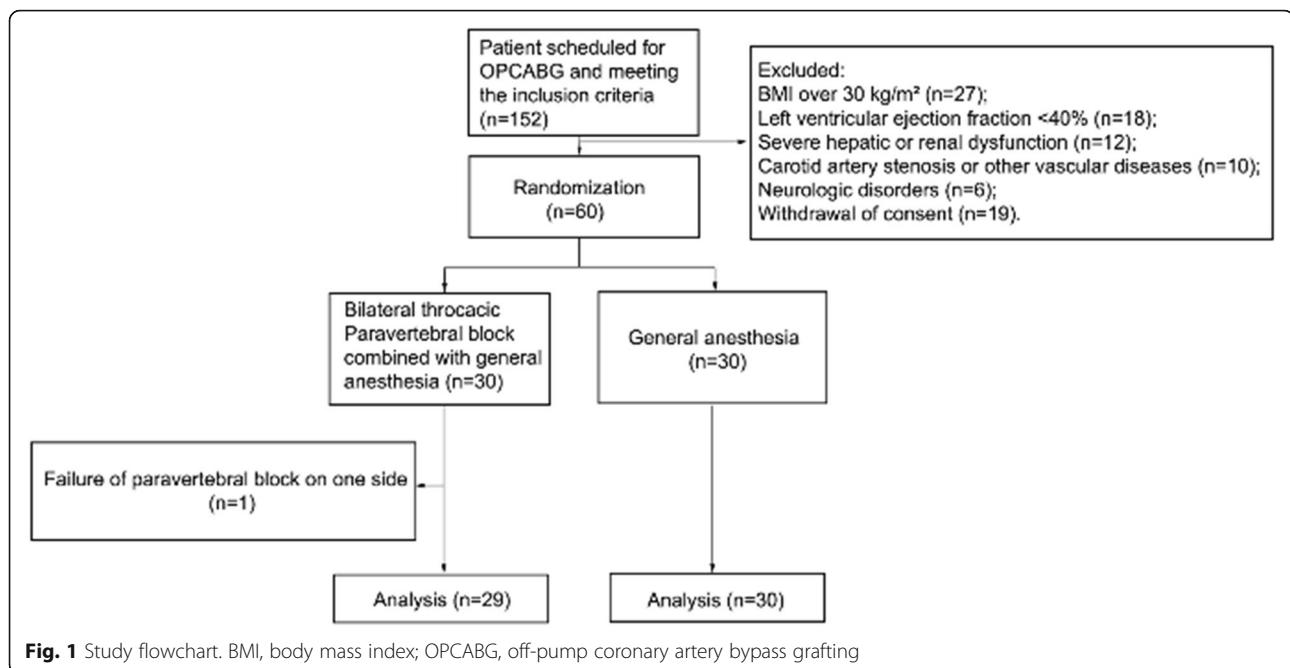 Patient scheduled for
OPCABG and meeting
the inclusion criteria
(n=152)
Excluded:
BMI over 30 kg/m² (n=27);
Left ventricular ejection fraction <40% (n=18);
Severe hepatic or renal dysfunction (n=12);
Carotid artery stenosis or other vascular diseases (n=10);
Neurologic disorders (n=6);
Withdrawal of consent (n=19).
Randomization
(n=60)
Bilateral throcacic
Paravertebral block
combined with general
anesthesia (n=30)
General anesthesia
(n=30)
Failure of paravertebral block on one side
(n=1)
Analysis (n=29)
Analysis (n=30)
Fig. 1 Study flowchart. BMI, body mass index; OPCABG, off-pump coronary artery bypass grafting